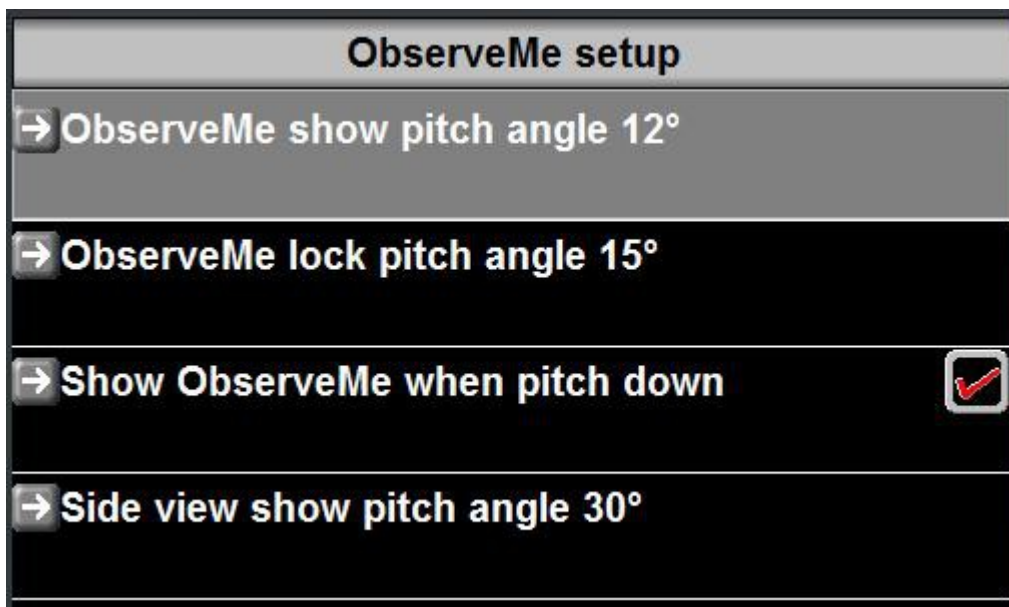 ObserveMe setup
ObserveMe show pitch angle 12°
ObserveMe lock pitch angle 15°
Show ObserveMe when pitch down
Side view show pitch angle 30°